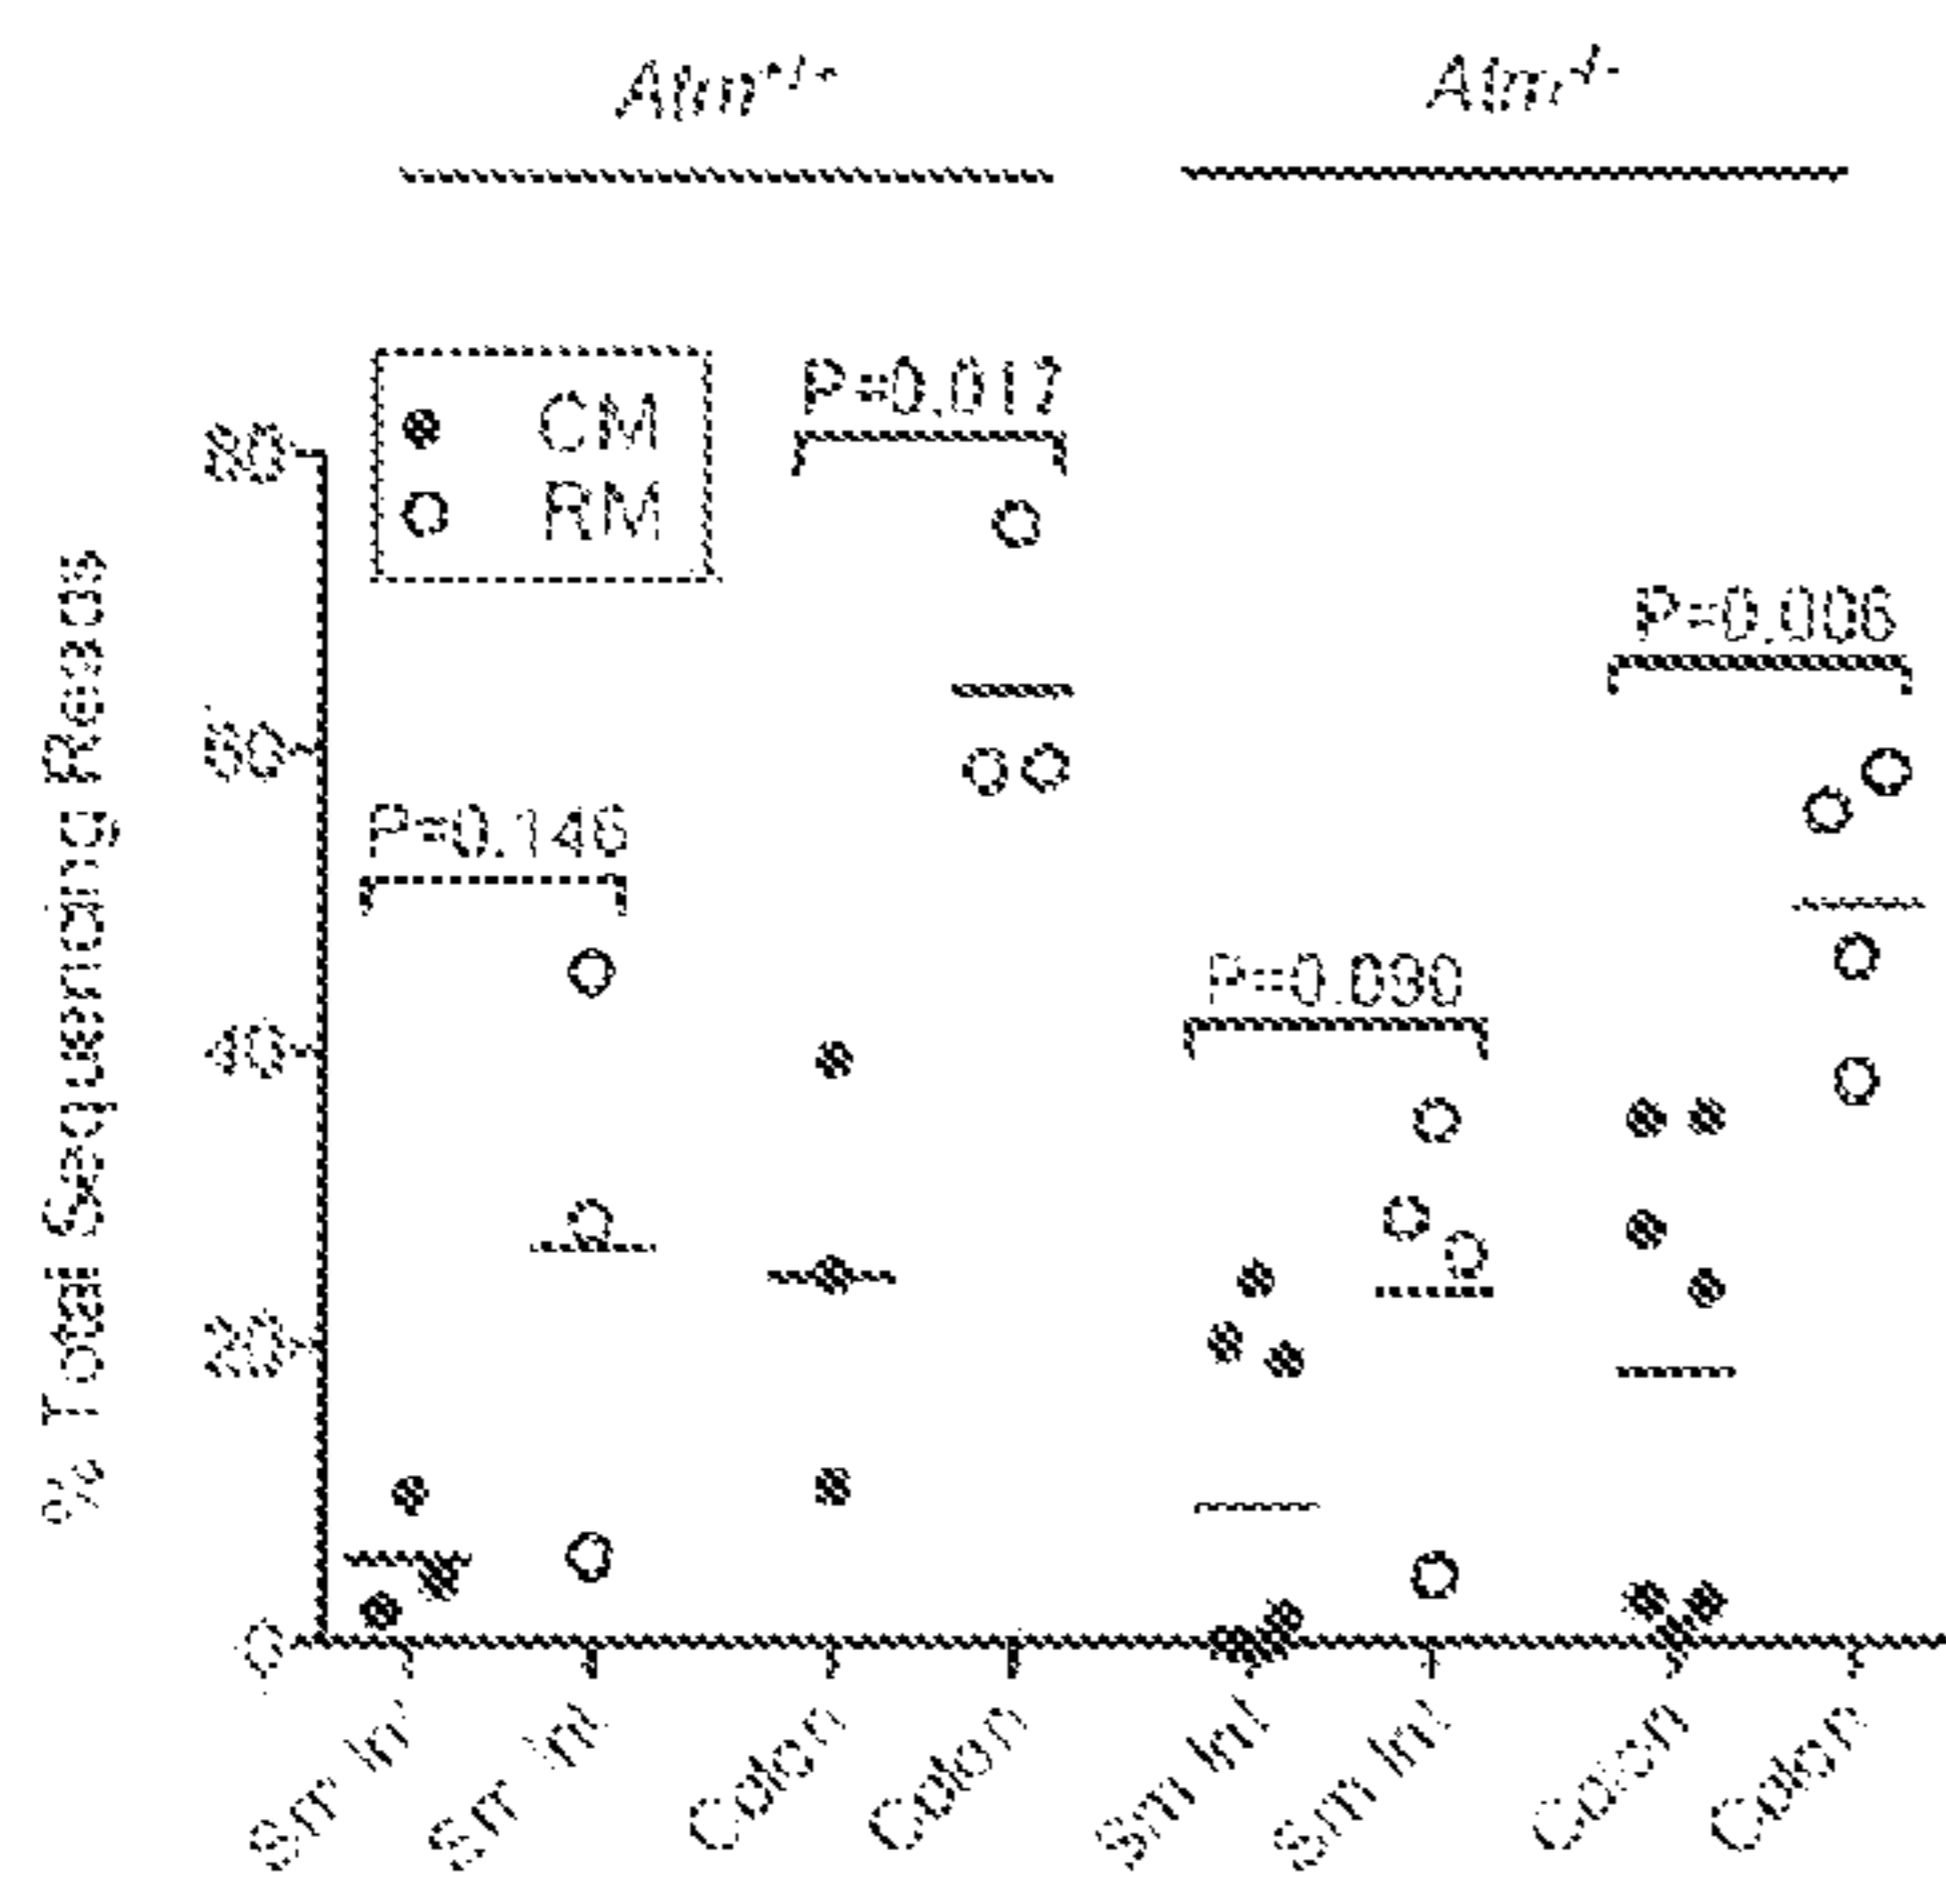 Atm+/+
Atm-/-
CM
RM
P=0.017
P=0.006
P=0.146
P=0.090
% Total Sequencing Reads
80
60
40
20
0
Sm Int
Sm Int
Colon
Colon
Sm Int
Sm Int
Colon
Colon